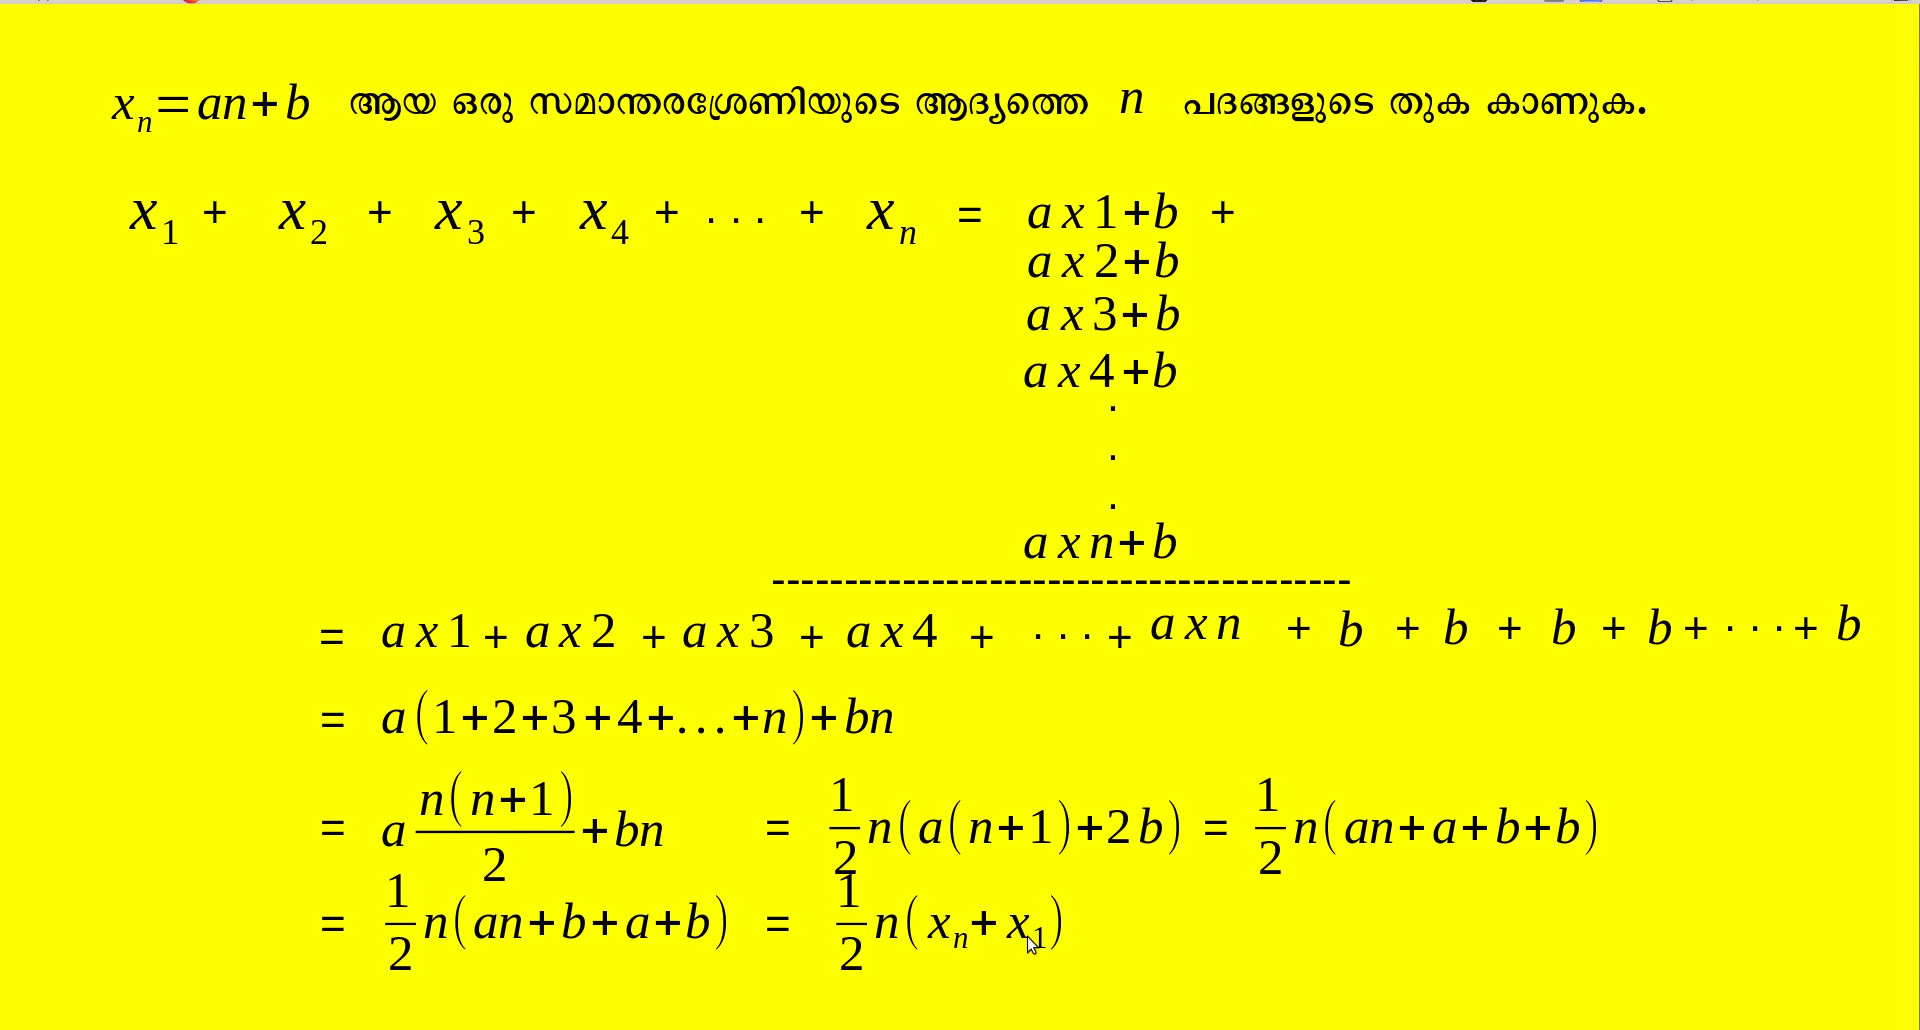 xₙ=an+b ആയ ഒരു സമാന്തരശ്രേണിയുടെ ആദ്യത്തെ n പദങ്ങളുടെ തുക കാണുക.
x₁ + x₂ + x₃ + x₄ + . . . + xₙ = a x 1+b +
a x 2+b
a x 3+b
a x 4+b
.
.
.
a x n+b
----------------------------------------
= a x 1 + a x 2 + a x 3 + a x 4 + . . . + a x n + b + b + b + b + . . . + b
= a(1+2+3+4+...+n)+bn
= a n(n+1)/2 +bn = 1/2 n(a(n+1)+2b) = 1/2 n(an+a+b+b)
= 1/2 n(an+b+a+b) = 1/2 n(xₙ+x₁)